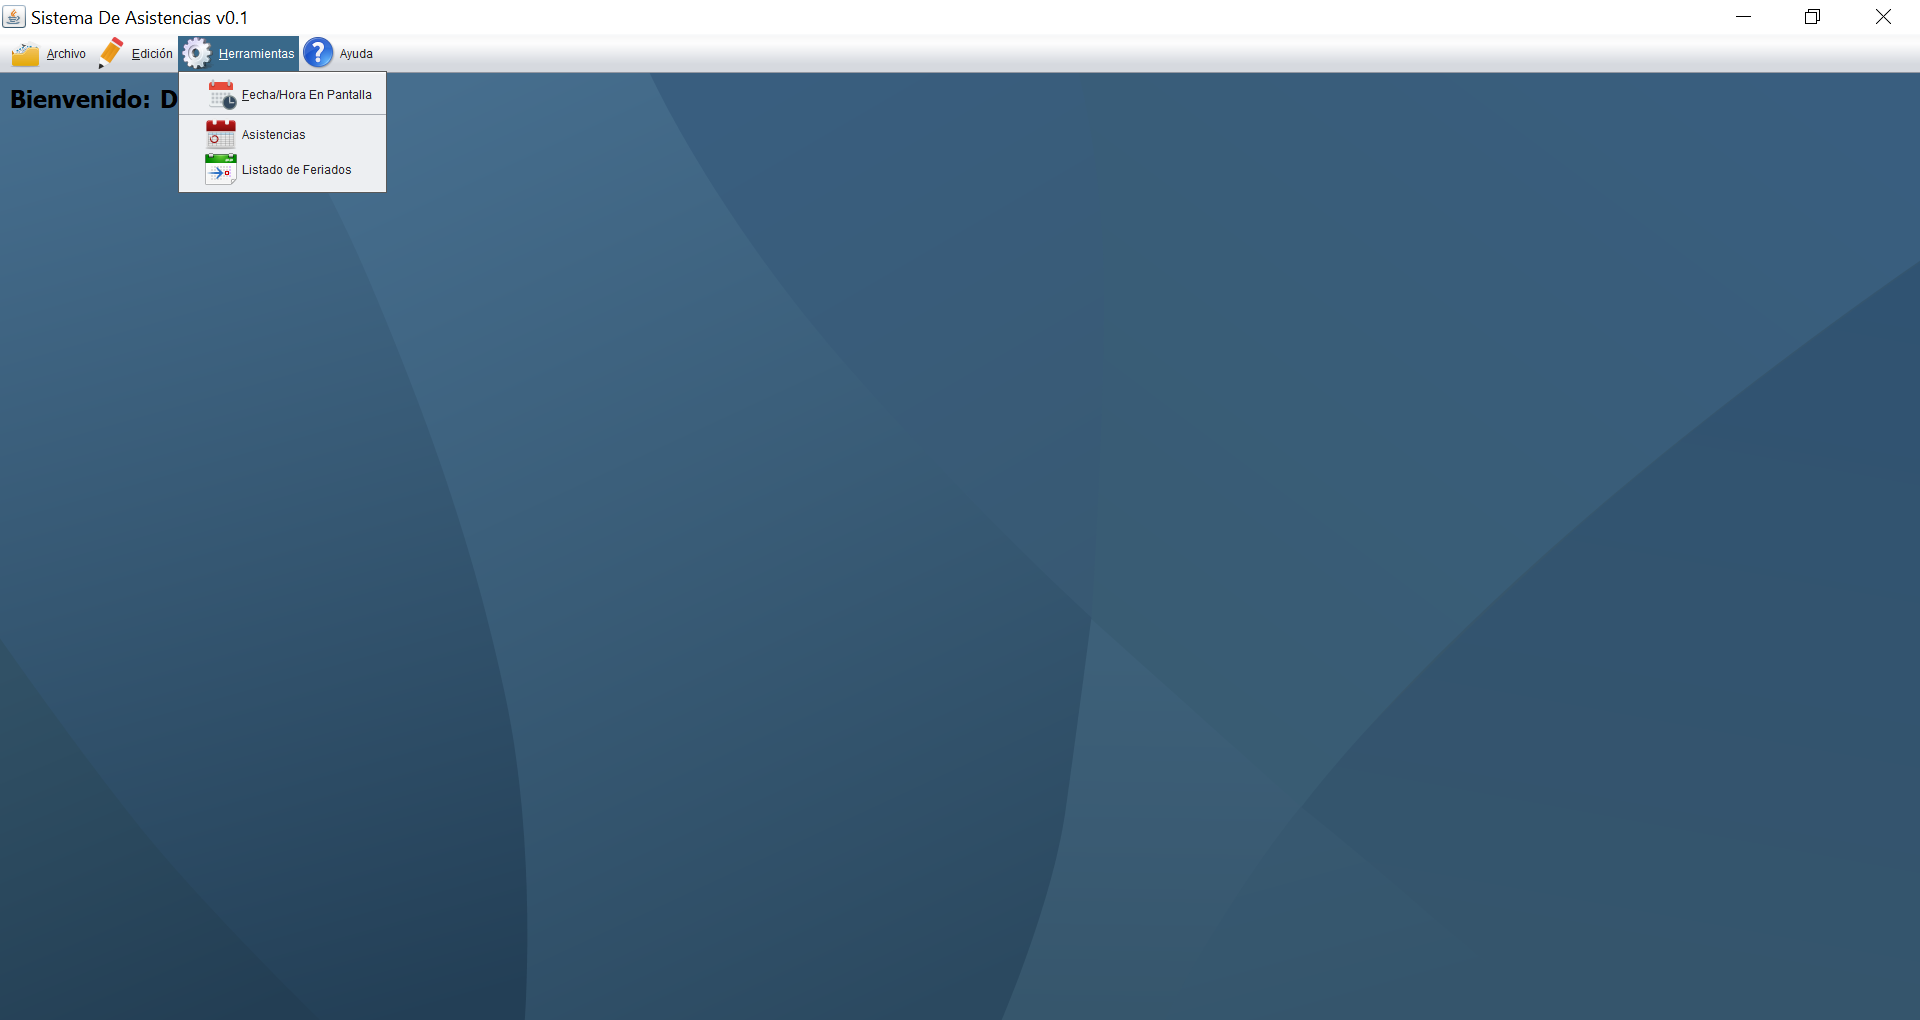 Sistema De Asistencias v0.1
Archivo Edición Herramientas Ayuda
Bienvenido: D
Fecha/Hora En Pantalla
Asistencias
Listado de Feriados